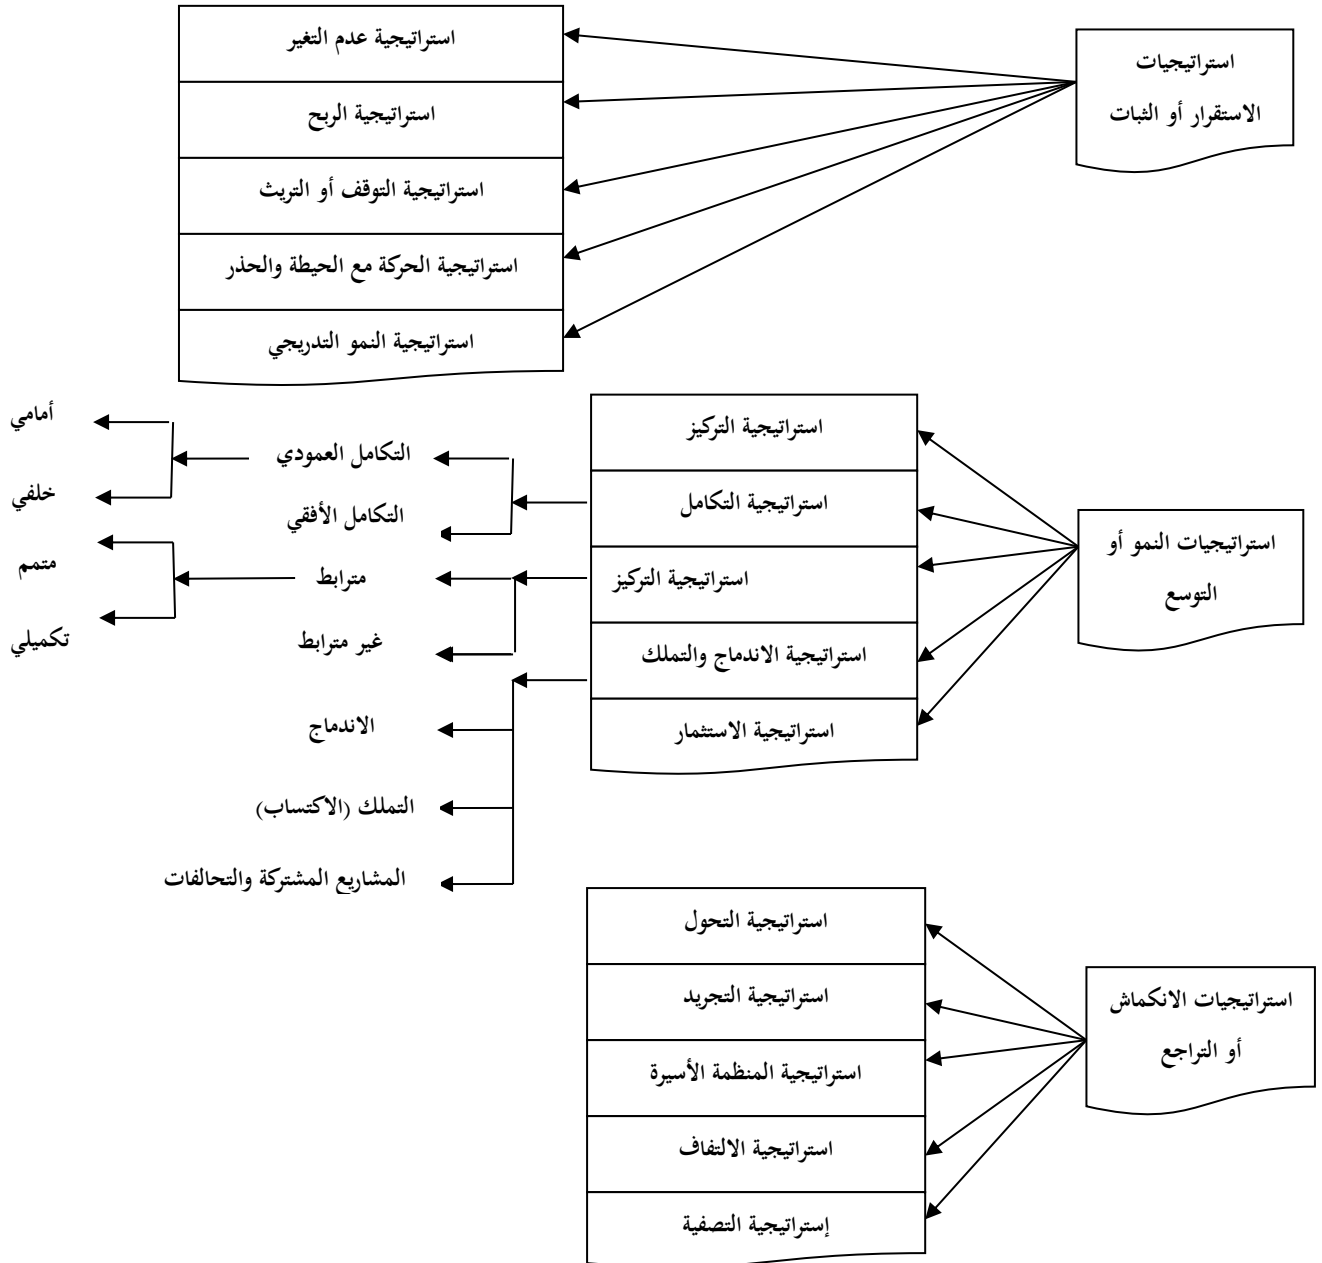 استراتيجيات
الاستقرار أو الثبات
استراتيجية عدم التغير
استراتيجية الربح
استراتيجية التوقف أو التريث
استراتيجية الحركة مع الحيطة والحذر
استراتيجية النمو التدريجي
استراتيجيات النمو أو
التوسع
استراتيجية التركيز
استراتيجية التكامل
استراتيجية التركيز
استراتيجية الاندماج والتملك
استراتيجية الاستثمار
التكامل العمودي
التكامل الأفقي
مترابط
غير مترابط
الاندماج
التملك (الاكتساب)
المشاريع المشتركة والتحالفات
أمامي
خلفي
متمم
تكميلي
استراتيجيات الانكماش
أو التراجع
استراتيجية التحول
استراتيجية التجريد
استراتيجية المنظمة الأسيرة
استراتيجية الالتفاف
إستراتيجية التصفية